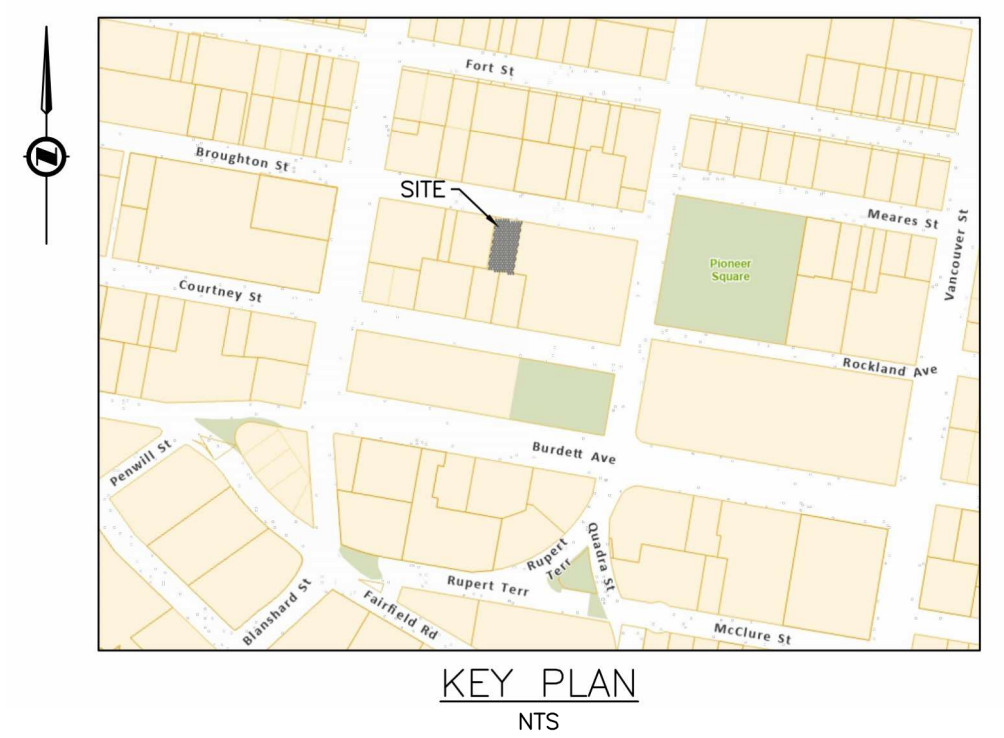 Fort St
Broughton St
SITE
Meares St
Vancouver St
Pioneer
Square
Courtney St
Rockland Ave
Burdett Ave
Penwill St
Quadra St
Rupert
Terr
Rupert Terr
Blanshard St
Fairfield Rd
McClure St
KEY PLAN
NTS